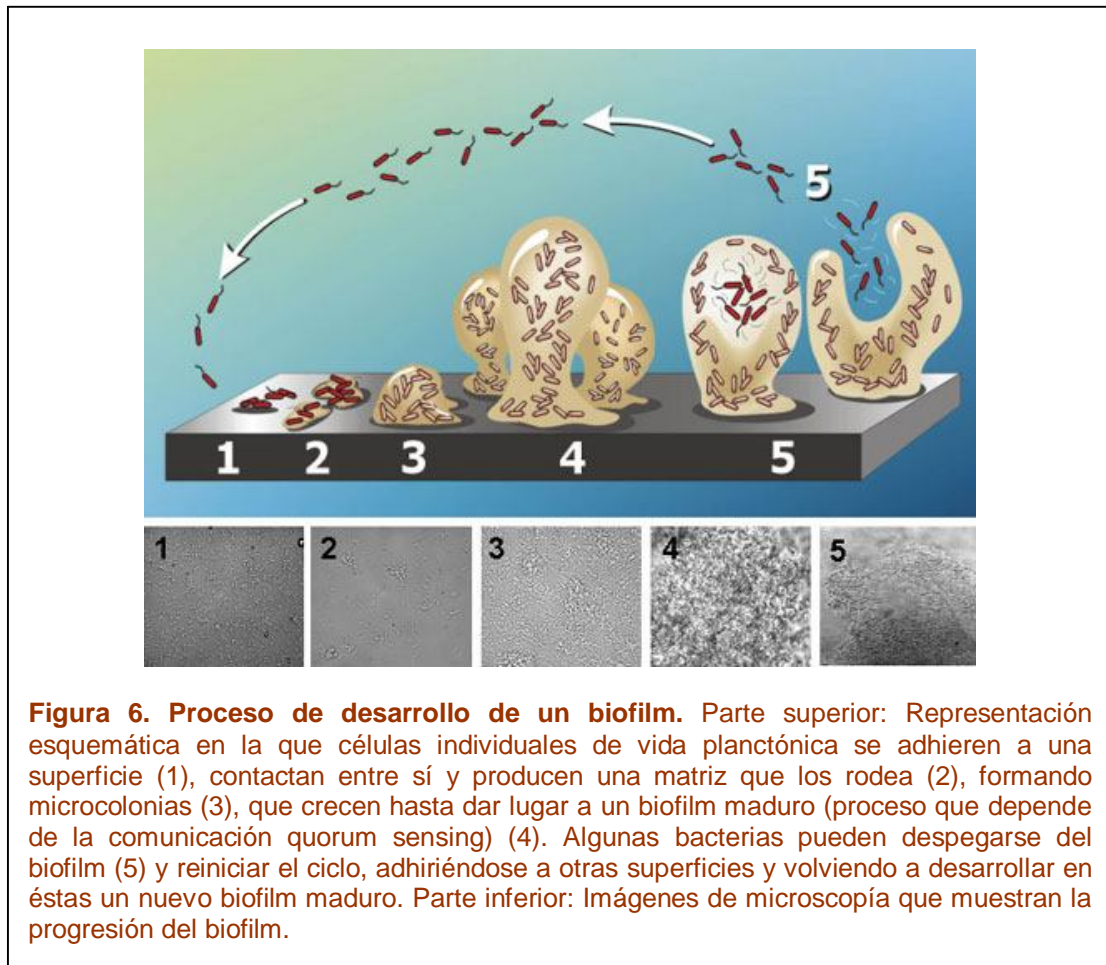 5
1 2 3 4 5
1 2 3 4 5
Figura 6. Proceso de desarrollo de un biofilm. Parte superior: Representación
esquemática en la que células individuales de vida planctónica se adhieren a una
superficie (1), contactan entre sí y producen una matriz que los rodea (2), formando
microcolonias (3), que crecen hasta dar lugar a un biofilm maduro (proceso que depende
de la comunicación quorum sensing) (4). Algunas bacterias pueden despegarse del
biofilm (5) y reiniciar el ciclo, adhiriéndose a otras superficies y volviendo a desarrollar en
éstas un nuevo biofilm maduro. Parte inferior: Imágenes de microscopía que muestran la
progresión del biofilm.